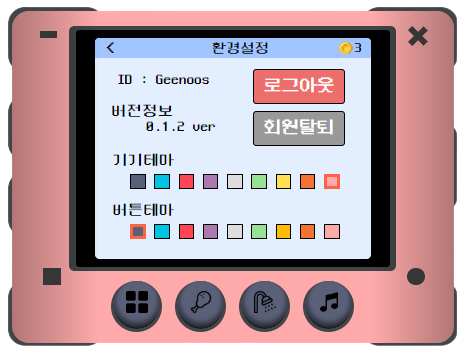 환경설정
3
ID : Geenoos
로그아웃
버전정보
0.1.2 ver
회원탈퇴
기기테마
버튼테마